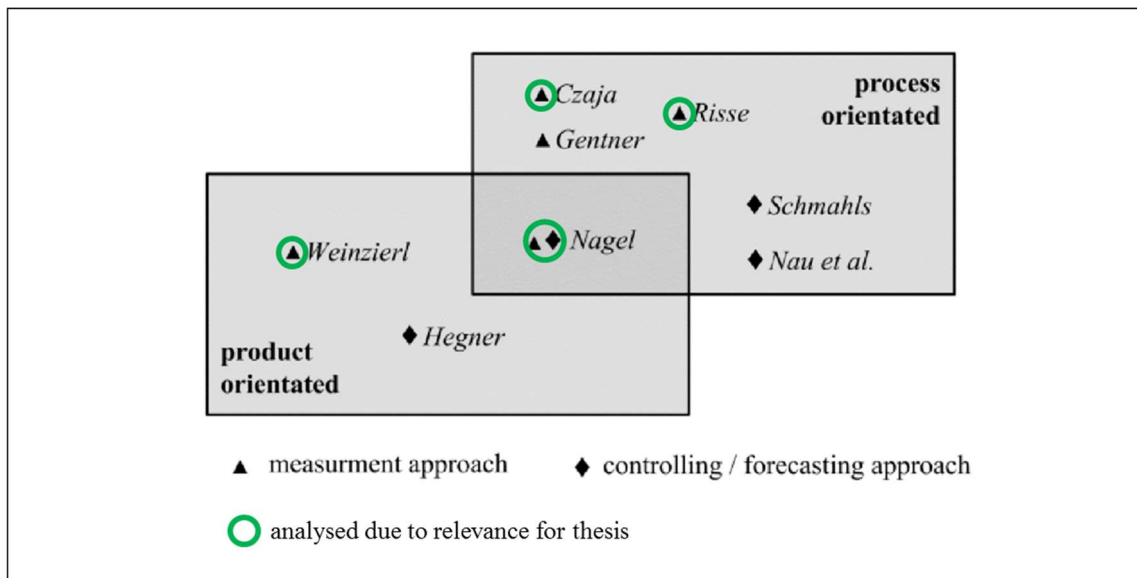 process
orientated
Czaja
Risse
Gentner
Schmahls
Nagel
Weinzierl
Nau et al.
Hegner
product
orientated
measurment approach
controlling / forecasting approach
analysed due to relevance for thesis